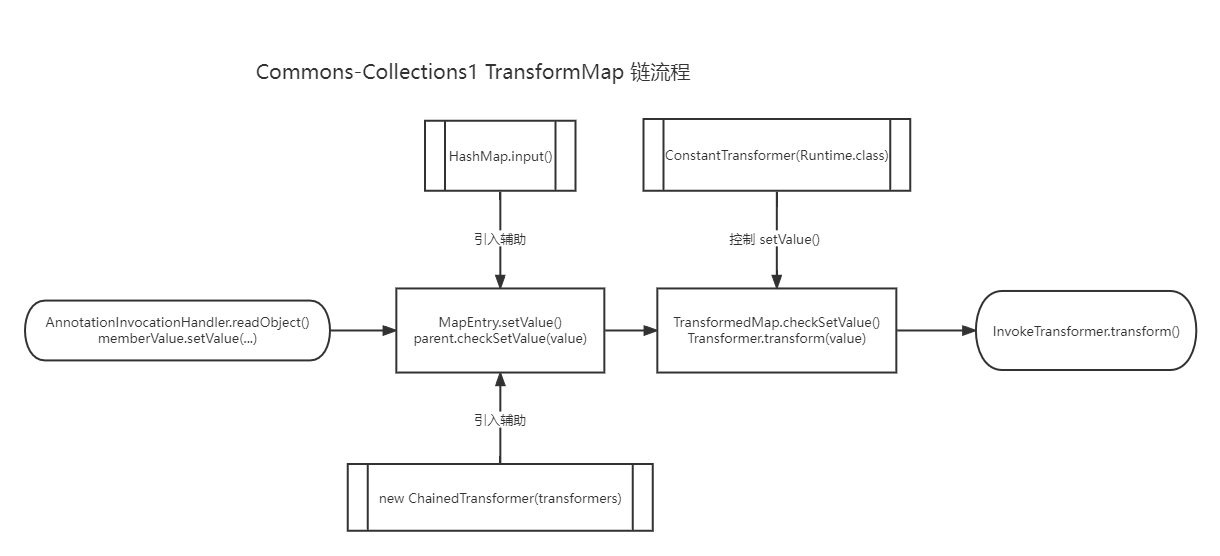 Commons-Collections1 TransformMap 链流程
HashMap.input()
ConstantTransformer(Runtime.class)
引入辅助
控制 setValue()
AnnotationInvocationHandler.readObject()
memberValue.setValue(...)
MapEntry.setValue()
parent.checkSetValue(value)
TransformedMap.checkSetValue()
Transformer.transform(value)
InvokeTransformer.transform()
引入辅助
new ChainedTransformer(transformers)